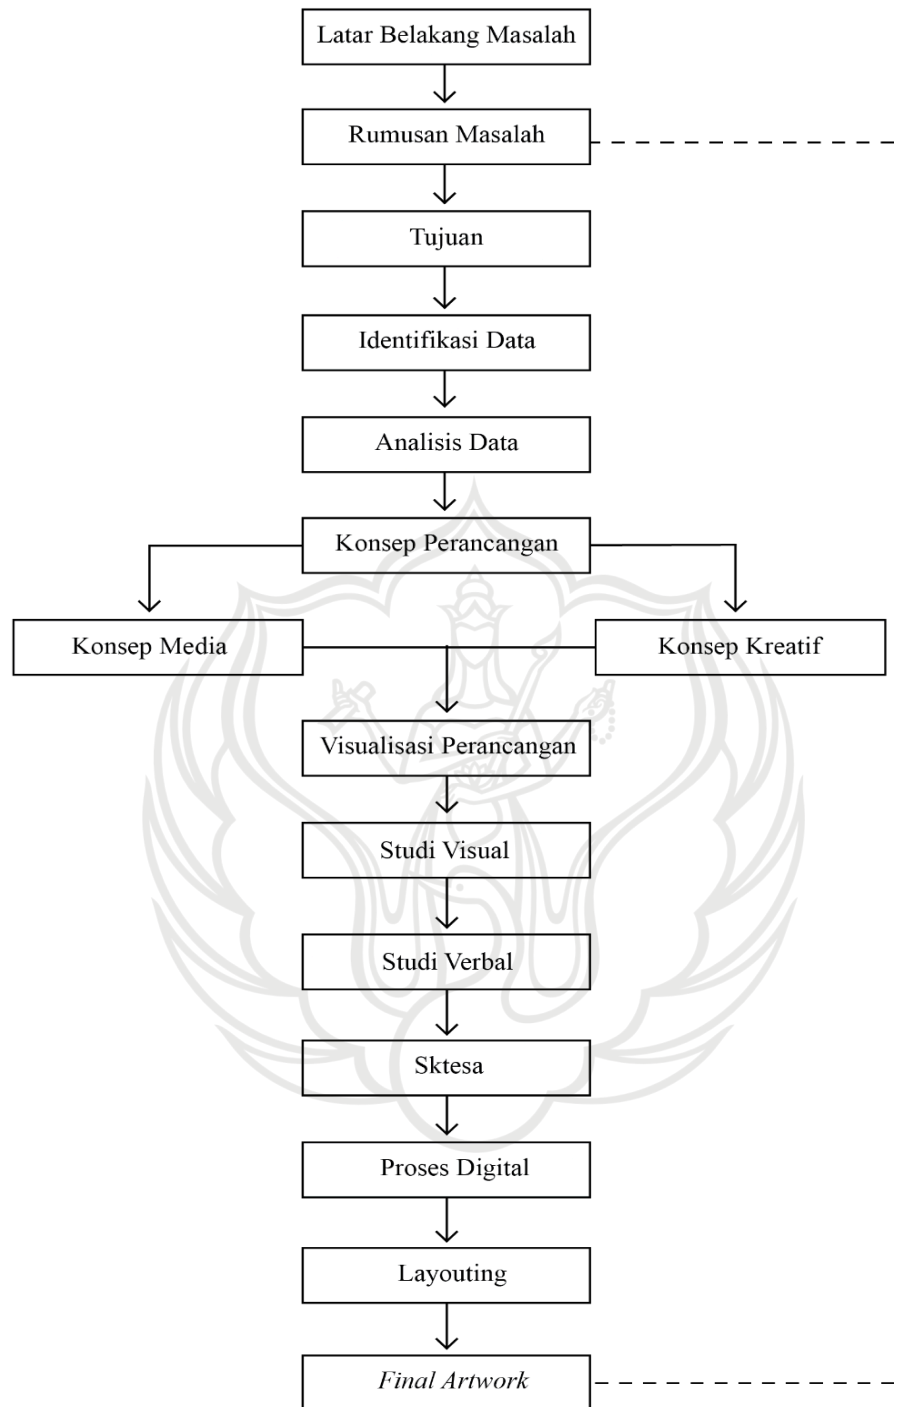 Latar Belakang Masalah
Rumusan Masalah
Tujuan
Identifikasi Data
Analisis Data
Konsep Perancangan
Konsep Media
Konsep Kreatif
Visualisasi Perancangan
Studi Visual
Studi Verbal
Sktesa
Proses Digital
Layouting
Final Artwork